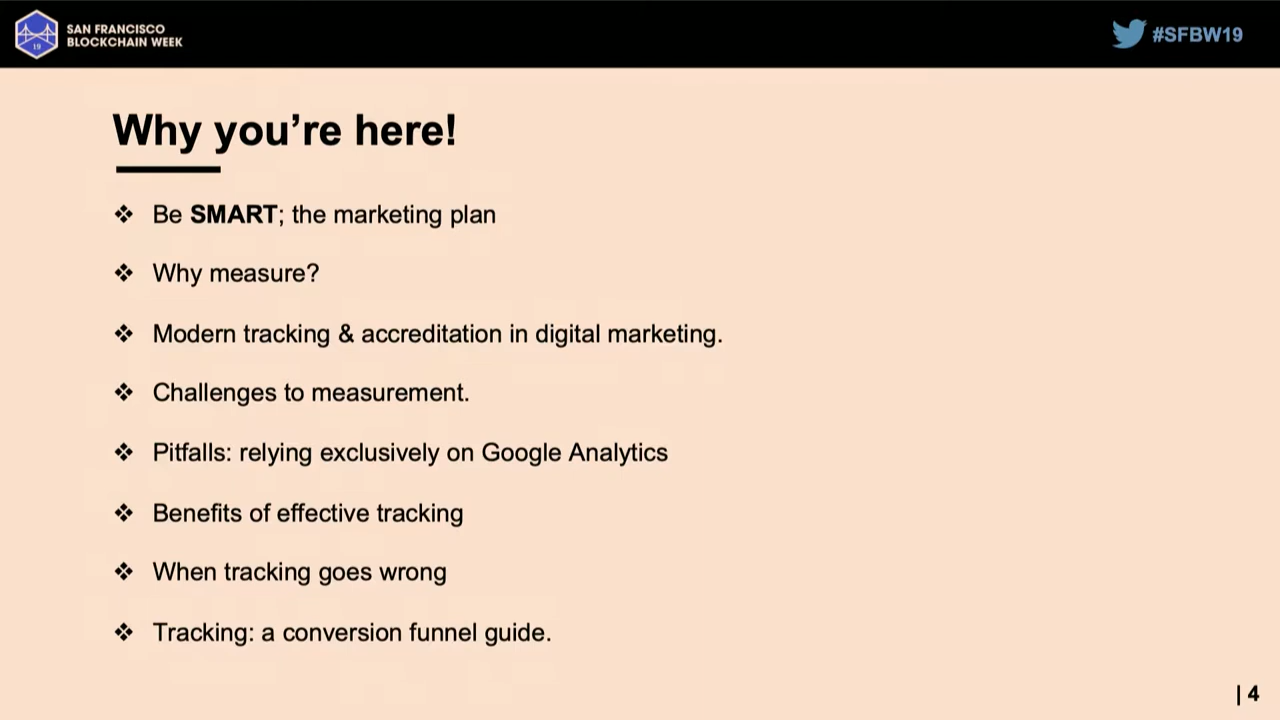 SAN FRANCISCO
BLOCKCHAIN WEEK
19
#SFBW19
Why you’re here!
❖ Be SMART; the marketing plan
❖ Why measure?
❖ Modern tracking & accreditation in digital marketing.
❖ Challenges to measurement.
❖ Pitfalls: relying exclusively on Google Analytics
❖ Benefits of effective tracking
❖ When tracking goes wrong
❖ Tracking: a conversion funnel guide.
| 4